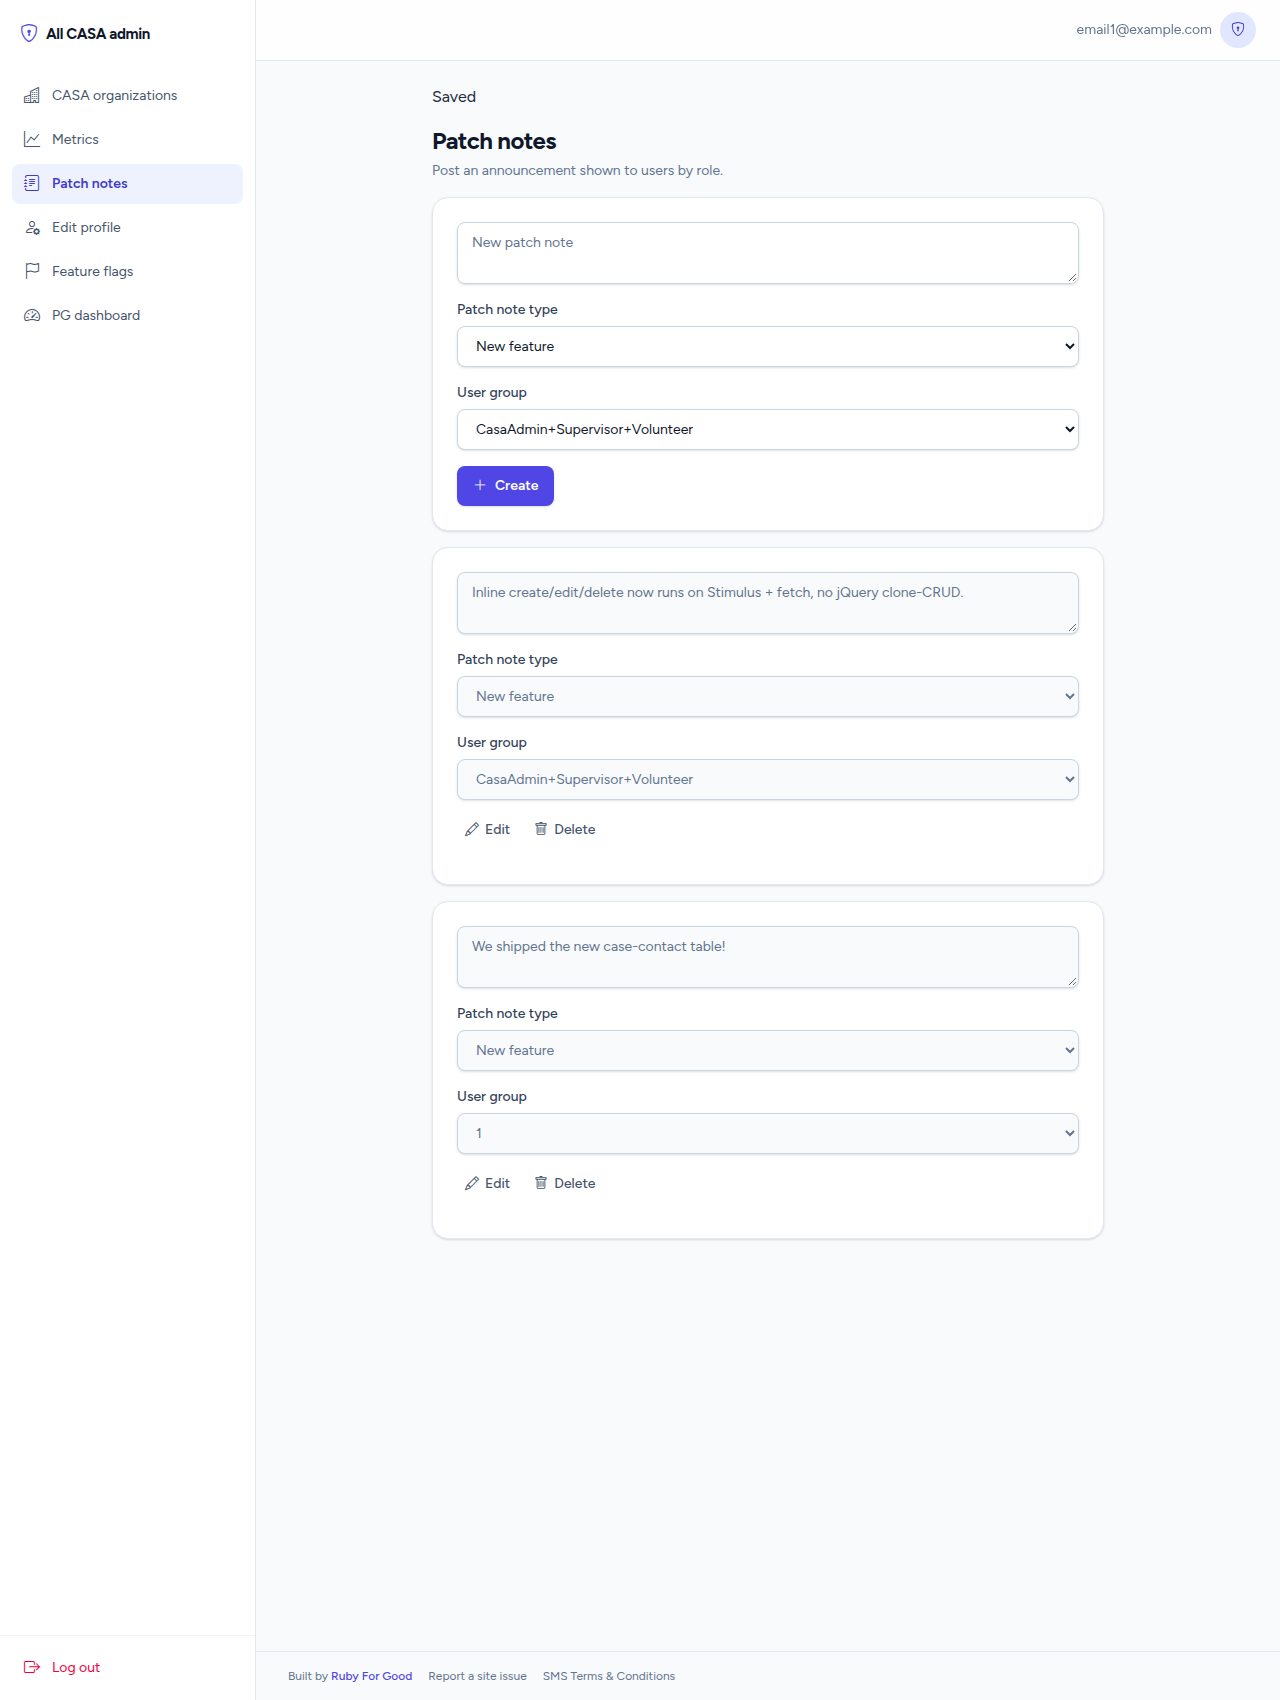 All CASA admin
email1@example.com
CASA organizations
Metrics
Patch notes
Edit profile
Feature flags
PG dashboard
Log out
Saved
Patch notes
Post an announcement shown to users by role.
New patch note
Patch note type
New feature
User group
CasaAdmin+Supervisor+Volunteer
Create
Inline create/edit/delete now runs on Stimulus + fetch, no jQuery clone-CRUD.
Patch note type
New feature
User group
CasaAdmin+Supervisor+Volunteer
Edit Delete
We shipped the new case-contact table!
Patch note type
New feature
User group
1
Edit Delete
Built by Ruby For Good Report a site issue SMS Terms & Conditions